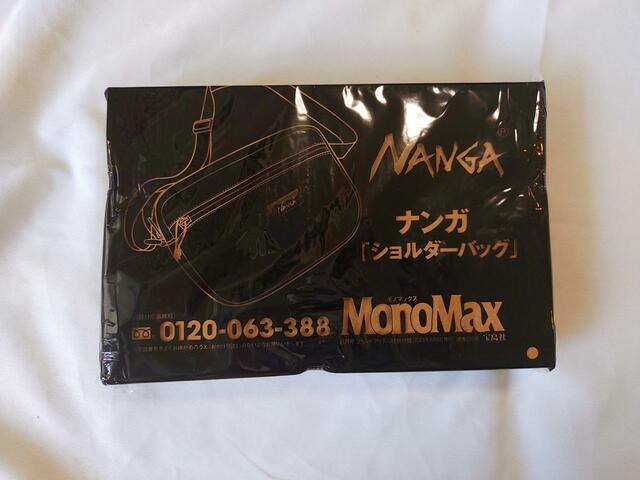 NANGA®
NANGA
ナンガ
「ショルダーバッグ」
0120-063-388
モノマックス
MonoMax
宝島社